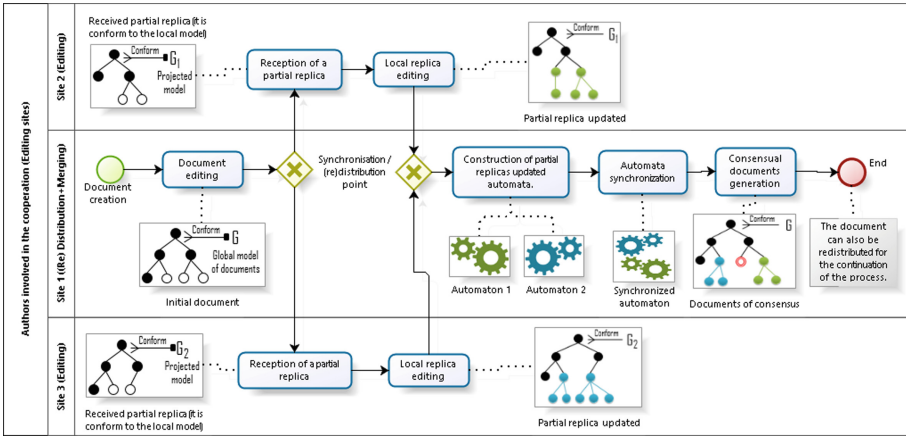 Authors involved in the cooperation (Editing sites)
Site 2 (Editing)
Received partial replica(it is
conform to the local model)
Conform
G1
Projected
model
Reception of a
partial replica
Local replica
editing
Conform
G1
Partial replica updated
Site 1 ((Re) Distribution+Merging)
Document
creation
Document
editing
Conform
G
Global model
of documents
Initial document
Synchronisation /
(re)distribution
point
Construction of partial
replicas updated
automata.
Automaton 1
Automaton 2
Automata
synchronization
Synchronized
automaton
Consensual
documents
generation
Conform
G
Documents of consensus
End
The document
can also be
redistributed for
the continuation
of the process.
Site 3 (Editing)
Conform
G2
Projected
model
Received partial replica(it is
conform to the local model)
Reception of a partial
replica
Local replica
editing
Conform
G2
Partial replica updated